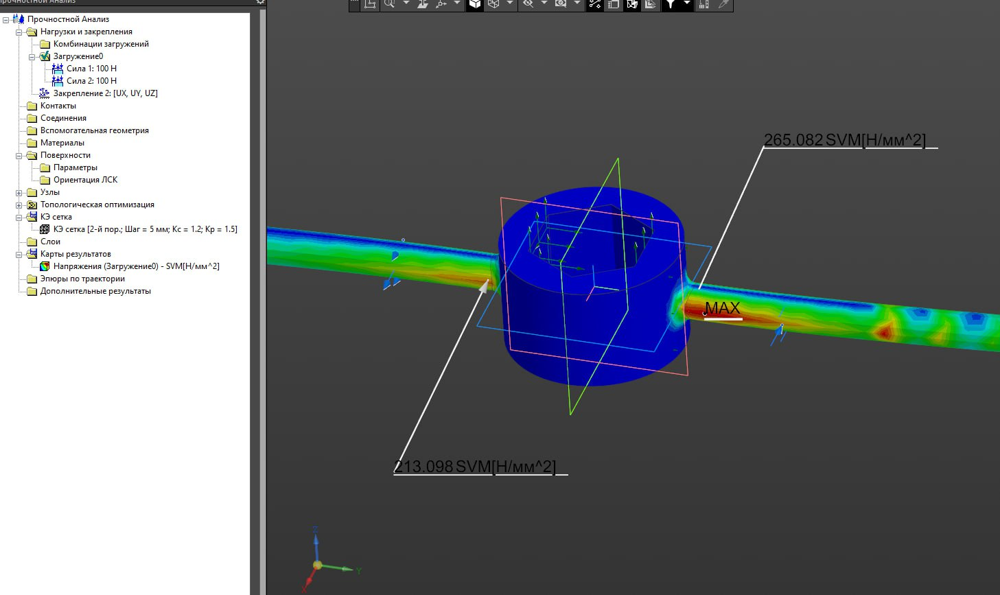 Прочностной Анализ
Прочностной Анализ
Нагрузки и закрепления
Комбинации загружений
Загружение0
Сила 1: 100 Н
Сила 2: 100 Н
Закрепление 2: [UX, UY, UZ]
Контакты
Соединения
Вспомогательная геометрия
Материалы
Поверхности
Параметры
Ориентация ЛСК
Узлы
Топологическая оптимизация
КЭ сетка
КЭ сетка [2-й пор.; Шаг = 5 мм; Кс = 1.2; Кр = 1.5]
Слои
Карты результатов
Напряжения (Загружение0) - SVM[Н/мм^2]
Эпюры по траектории
Дополнительные результаты
265.082 SVM[Н/мм^2]
MAX
213.098 SVM[Н/мм^2]
Z
Y
X